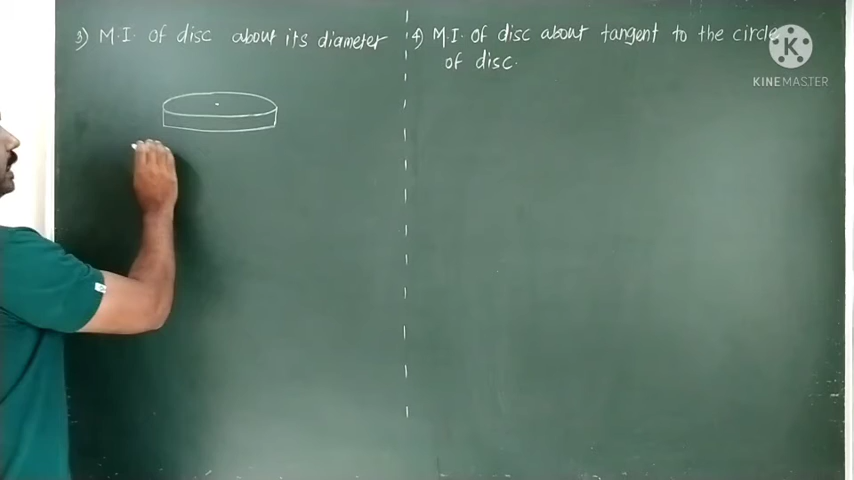 3) M.I. of disc about its diameter
4) M.I. of disc about tangent to the circle
of disc.
K
KINEMASTER